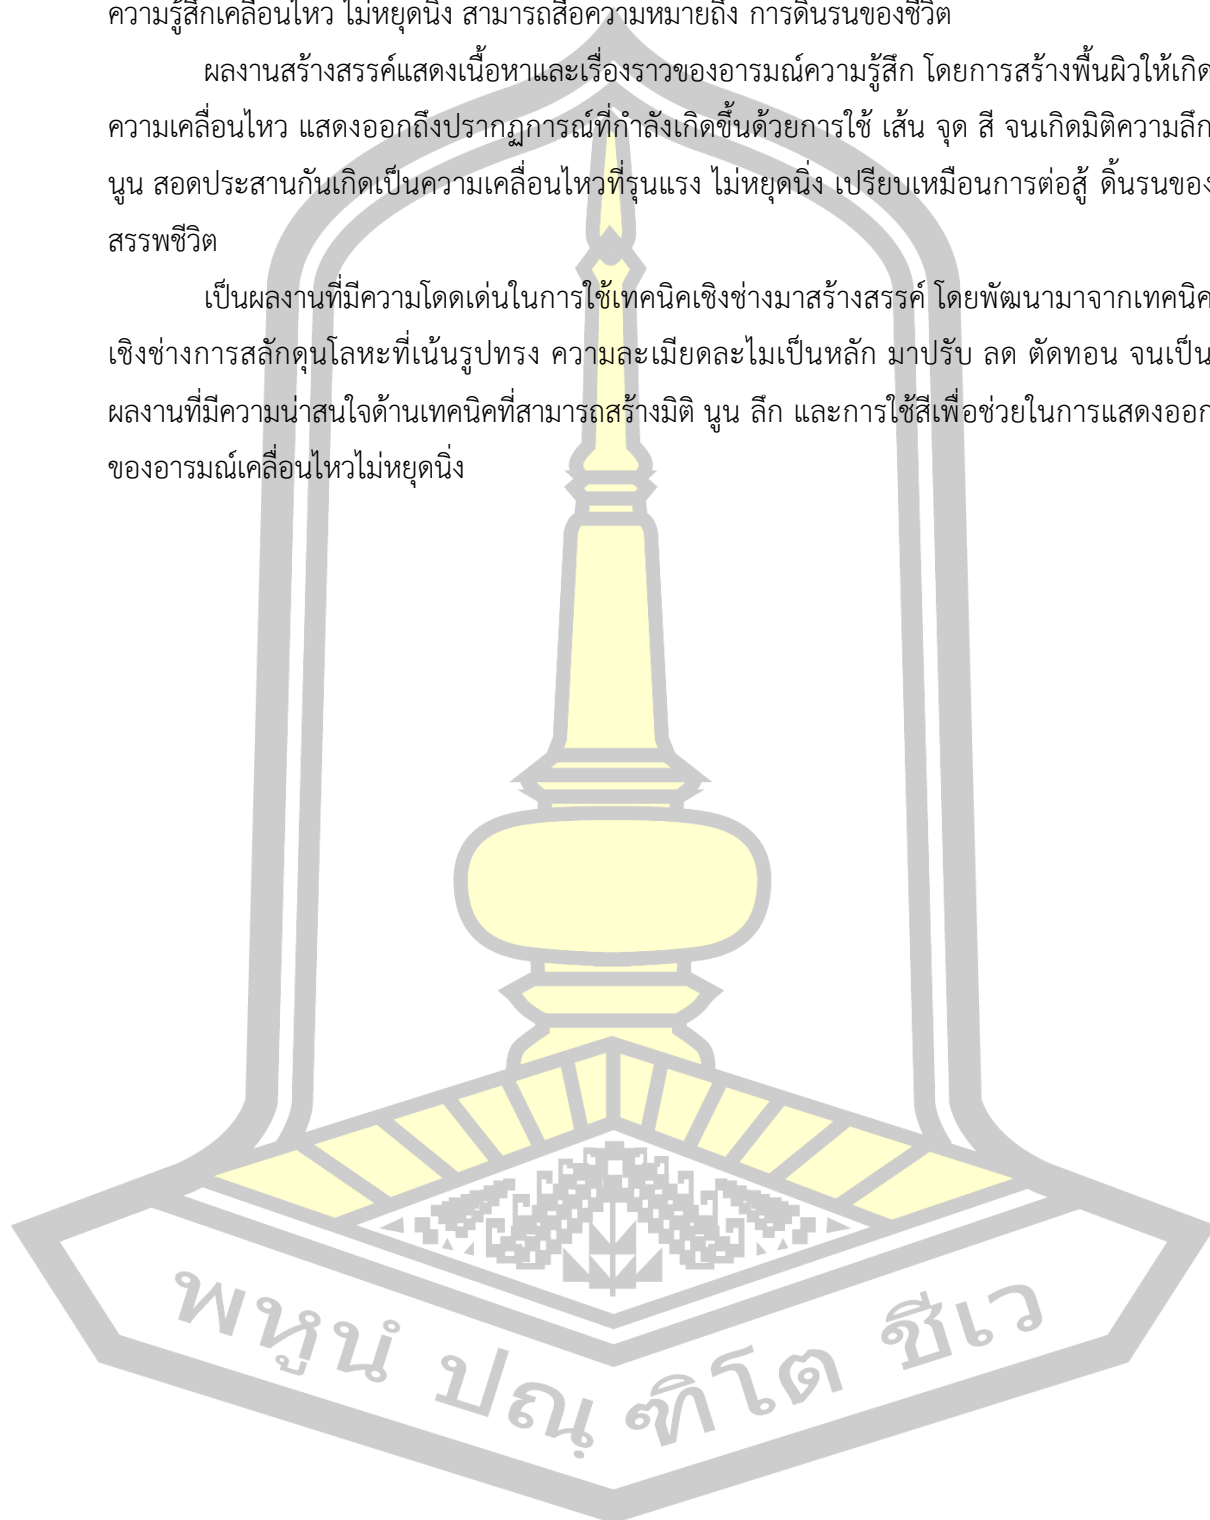 ความรู้สึกเคลื่อนไหว ไม่หยุดนิ่ง สามารถสื่อความหมายถึง การดิ้นรนของชีวิต
ผลงานสร้างสรรค์แสดงเนื้อหาและเรื่องราวของอารมณ์ความรู้สึก โดยการสร้างพื้นผิวให้เกิด
ความเคลื่อนไหว แสดงออกถึงปรากฏการณ์ที่กำลังเกิดขึ้นด้วยการใช้ เส้น จุด สี จนเกิดมิติความลึก
นูน สอดประสานกันเกิดเป็นความเคลื่อนไหวที่รุนแรง ไม่หยุดนิ่ง เปรียบเหมือนการต่อสู้ ดิ้นรนของ
สรรพชีวิต
เป็นผลงานที่มีความโดดเด่นในการใช้เทคนิคเชิงช่างมาสร้างสรรค์ โดยพัฒนามาจากเทคนิค
เชิงช่างการสลักดุนโลหะที่เน้นรูปทรง ความละเมียดละไมเป็นหลัก มาปรับ ลด ตัดทอน จนเป็น
ผลงานที่มีความน่าสนใจด้านเทคนิคที่สามารถสร้างมิติ นูน ลึก และการใช้สีเพื่อช่วยในการแสดงออก
ของอารมณ์เคลื่อนไหวไม่หยุดนิ่ง
พหูนํ ปณฺฑิโต ชีเว